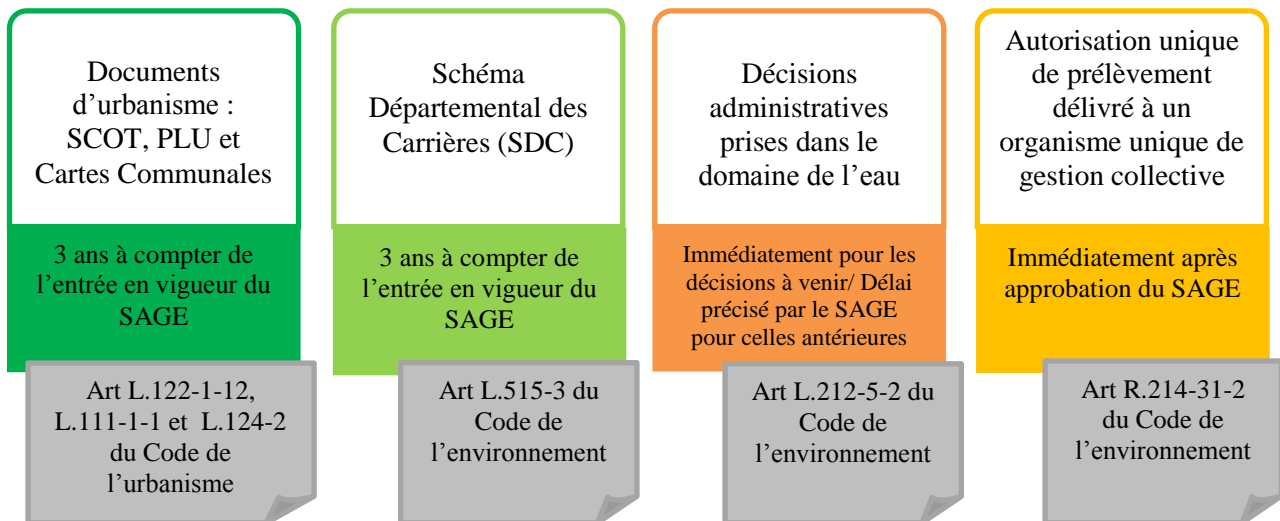 Documents
d’urbanisme :
SCOT, PLU et
Cartes Communales
3 ans à compter de
l’entrée en vigueur du
SAGE
Art L.122-1-12,
L.111-1-1 et L.124-2
du Code de
l’urbanisme
Schéma
Départemental des
Carrières (SDC)
3 ans à compter de
l’entrée en vigueur du
SAGE
Art L.515-3 du
Code de
l’environnement
Décisions
administratives
prises dans le
domaine de l’eau
Immédiatement pour les
décisions à venir/ Délai
précisé par le SAGE
pour celles antérieures
Art L.212-5-2 du
Code de
l’environnement
Autorisation unique
de prélèvement
délivré à un
organisme unique de
gestion collective
Immédiatement après
approbation du SAGE
Art R.214-31-2
du Code de
l’environnement